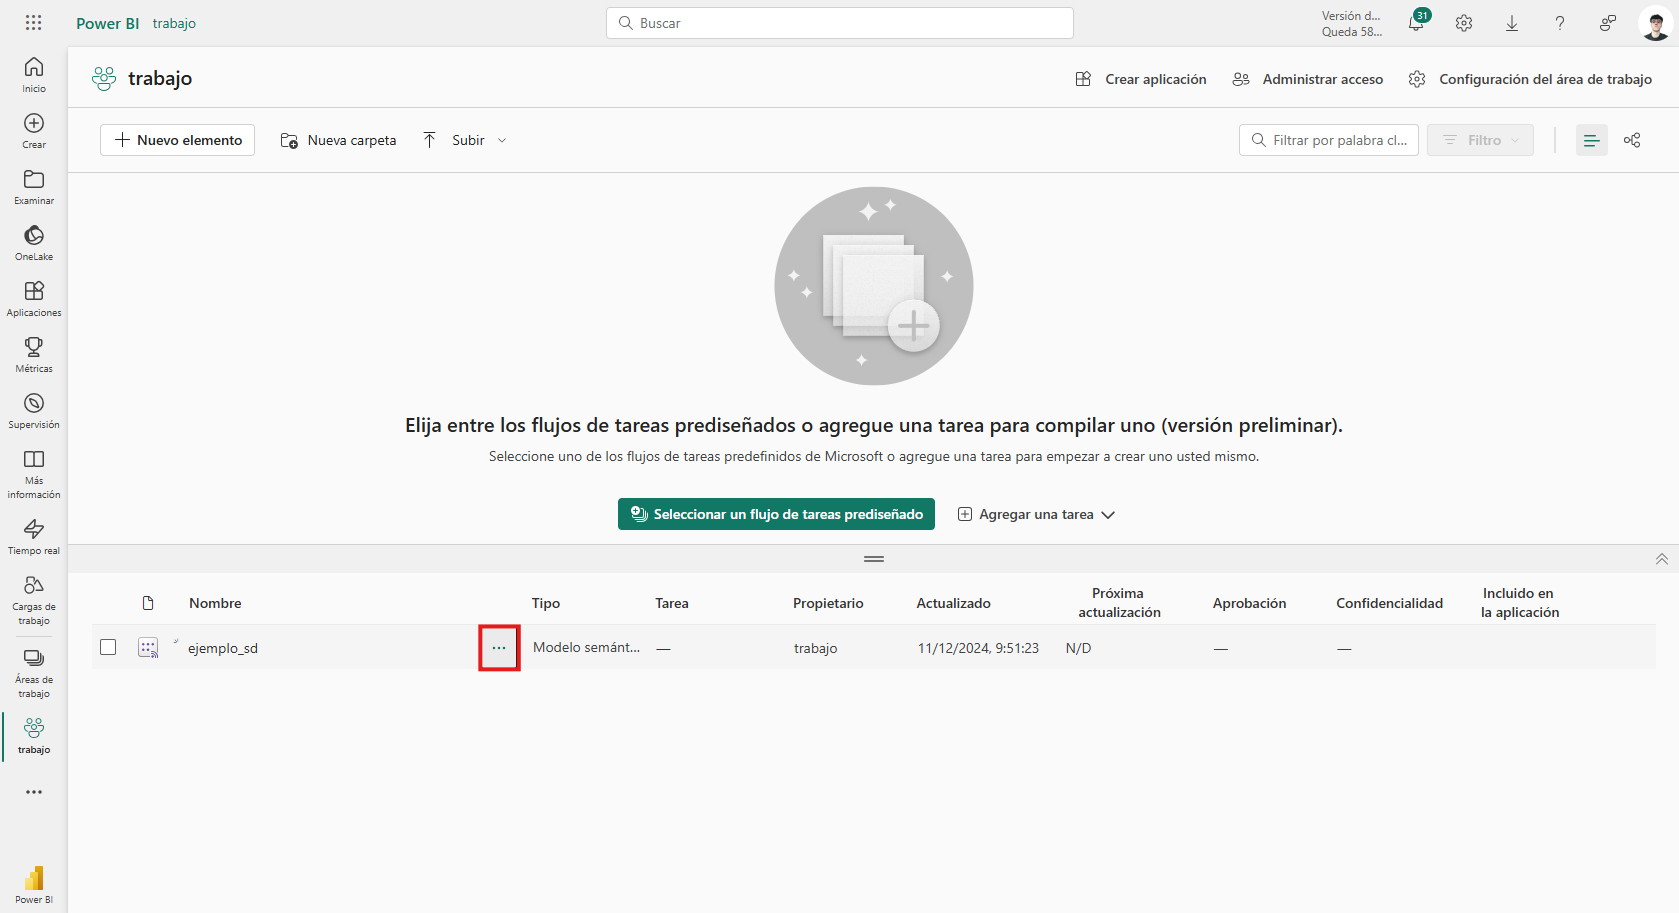 Power BI trabajo
Buscar
Versión d...
Queda 58...
31
Inicio
Crear
Examinar
OneLake
Aplicaciones
Métricas
Supervisión
Más
información
Tiempo real
Cargas de
trabajo
Áreas de
trabajo
trabajo
Power BI
trabajo
Crear aplicación
Administrar acceso
Configuración del área de trabajo
Nuevo elemento
Nueva carpeta
Subir
Filtrar por palabra cl...
Filtro
Elija entre los flujos de tareas prediseñados o agregue una tarea para compilar uno (versión preliminar).
Seleccione uno de los flujos de tareas predefinidos de Microsoft o agregue una tarea para empezar a crear uno usted mismo.
Seleccionar un flujo de tareas prediseñado
Agregar una tarea
Nombre
Tipo
Tarea
Propietario
Actualizado
Próxima
actualización
Aprobación
Confidencialidad
Incluido en
la aplicación
ejemplo_sd
Modelo semánt...
—
trabajo
11/12/2024, 9:51:23
N/D
—
—